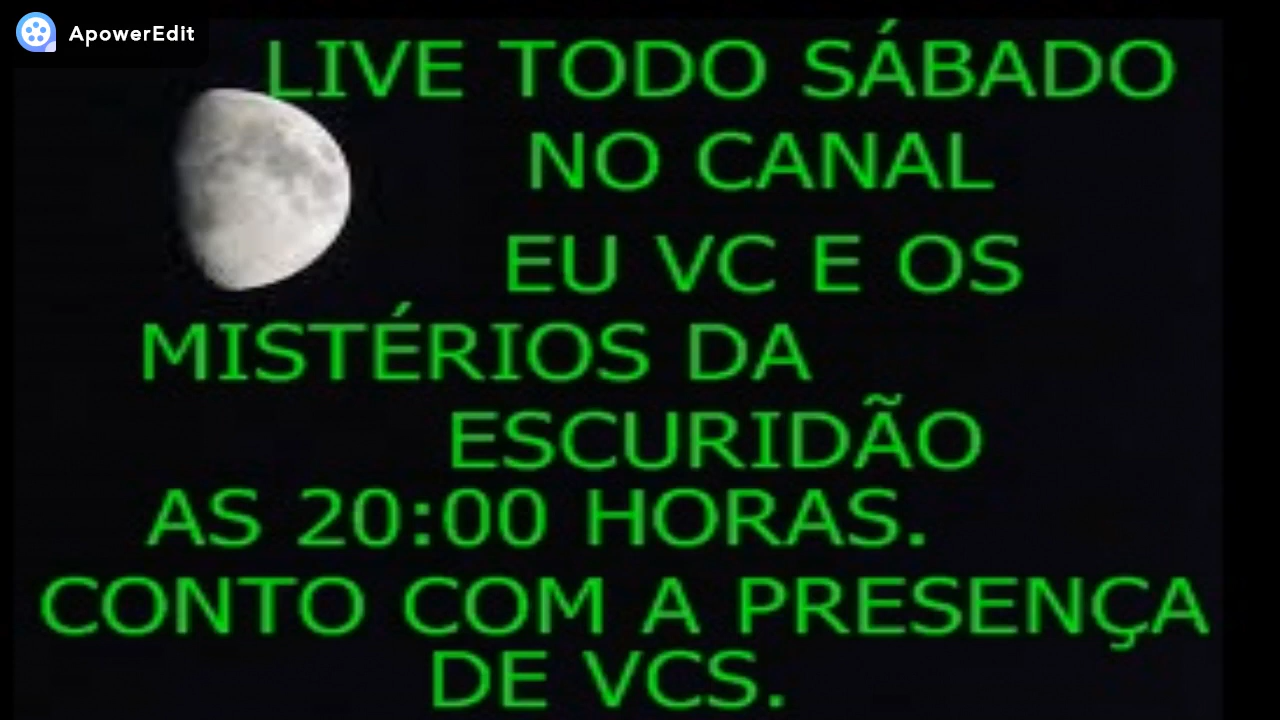 ApowerEdit
LIVE TODO SÁBADO
NO CANAL
EU VC E OS
MISTÉRIOS DA
ESCURIDÃO
AS 20:00 HORAS.
CONTO COM A PRESENÇA
DE VCS.